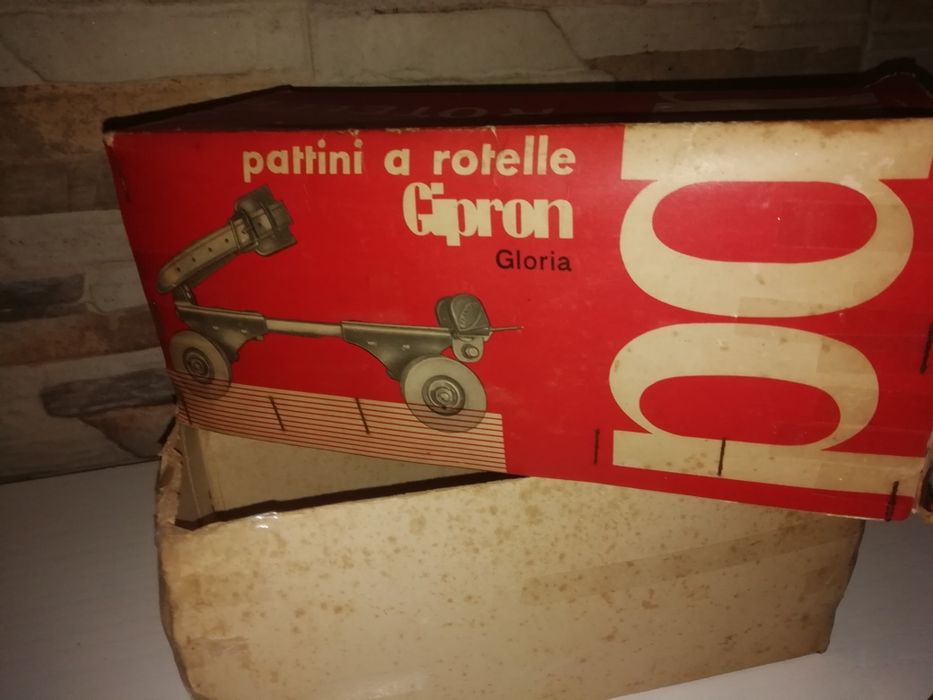 pattini a rotelle
Gipron
Gloria